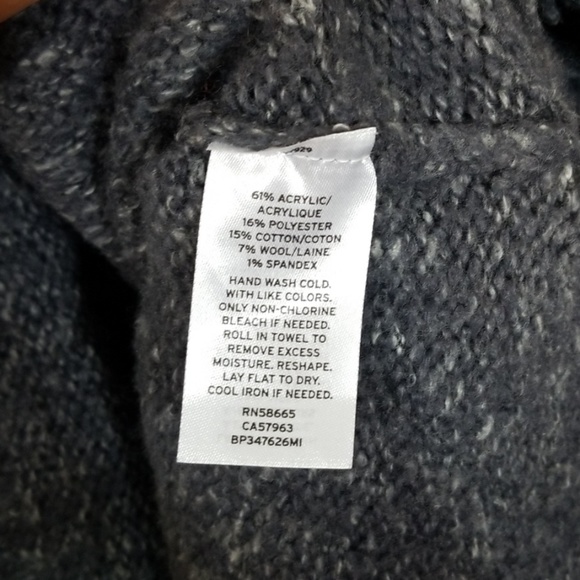 61% ACRYLIC/
ACRYLIQUE
16% POLYESTER
15% COTTON/COTON
7% WOOL/LAINE
1% SPANDEX
HAND WASH COLD.
WITH LIKE COLORS.
ONLY NON-CHLORINE
BLEACH IF NEEDED.
ROLL IN TOWEL TO
REMOVE EXCESS
MOISTURE. RESHAPE.
LAY FLAT TO DRY.
COOL IRON IF NEEDED.
RN58665
CA57963
BP347626MI